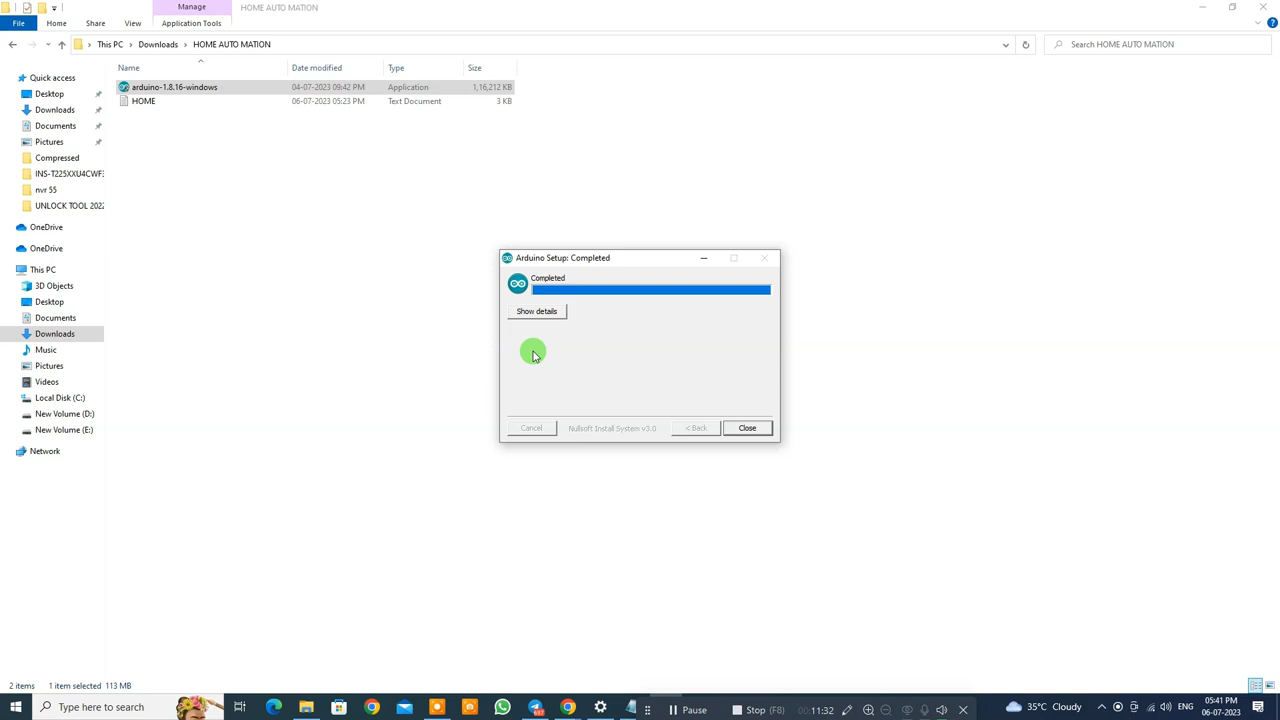 Manage
HOME AUTO MATION
File
Home
Share
View
Application Tools
This PC
Downloads
HOME AUTO MATION
Search HOME AUTO MATION
Name
Date modified
Type
Size
Quick access
arduino-1.8.16-windows
04-07-2023 09:42 PM
Application
1,16,212 KB
Desktop
HOME
06-07-2023 05:23 PM
Text Document
3 KB
Downloads
Documents
Pictures
Compressed
INS-T225XXU4CWF3
nvr 55
UNLOCK TOOL 2022
OneDrive
OneDrive
This PC
3D Objects
Desktop
Documents
Downloads
Music
Pictures
Videos
Local Disk (C:)
New Volume (D:)
New Volume (E:)
Network
Arduino Setup: Completed
Completed
Show details
Cancel
Nullsoft Install System v3.0
< Back
Close
2 items
1 item selected 113 MB
Type here to search
697
Pause
Stop (F8)
00:11:32
35°C Cloudy
ENG
05:41 PM
06-07-2023